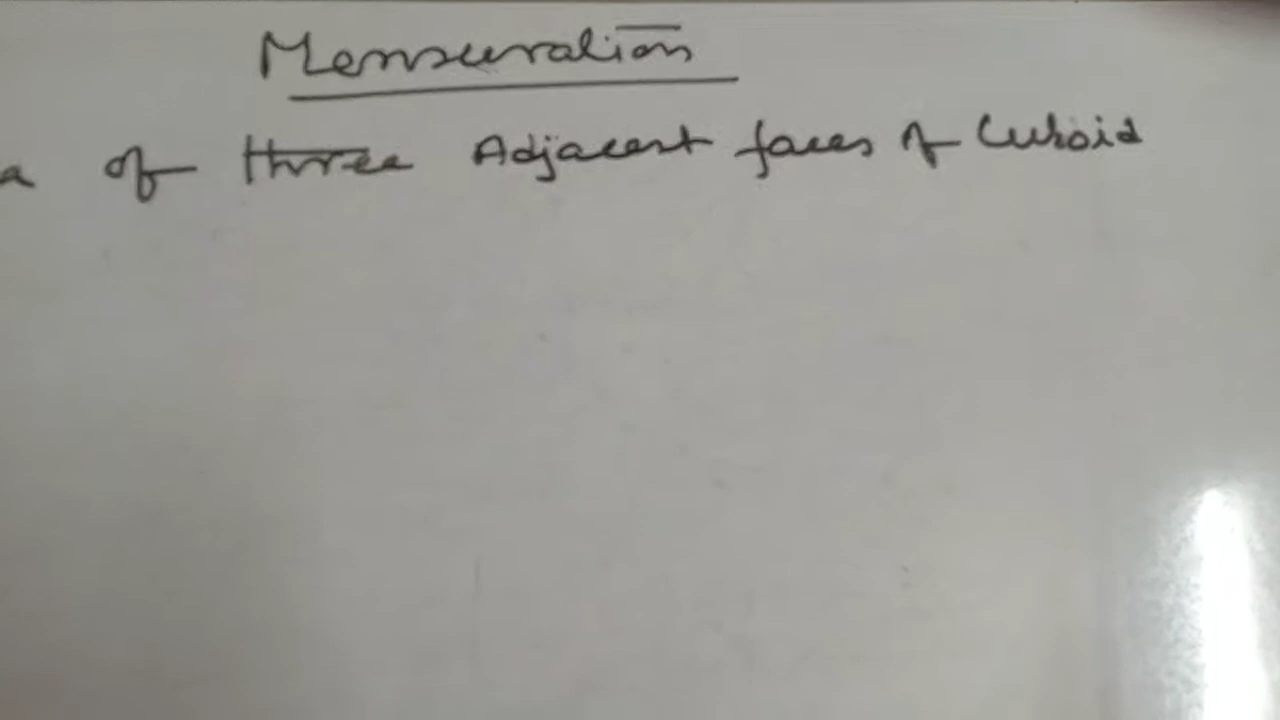 Mensuration
a of three Adjacent faces of Cuboid